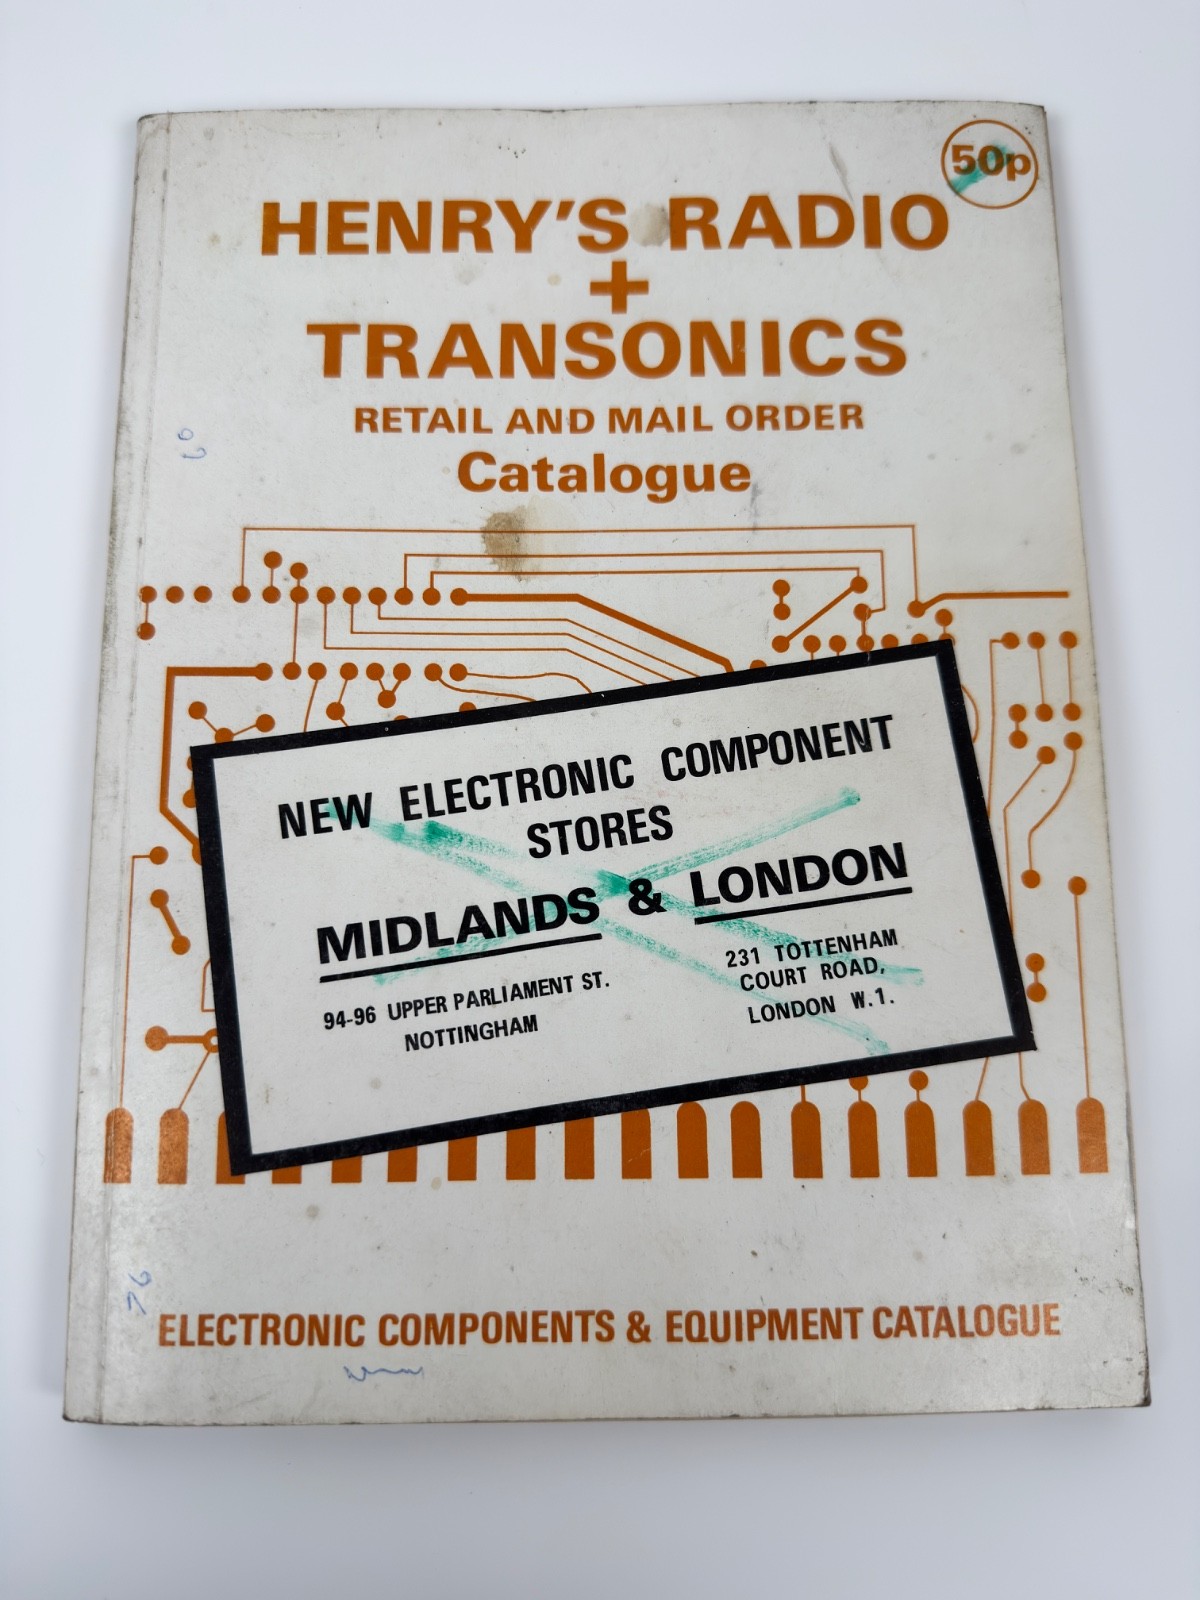 50p
HENRY'S RADIO
+
TRANSONICS
RETAIL AND MAIL ORDER
Catalogue
NEW ELECTRONIC COMPONENT
STORES
MIDLANDS & LONDON
94-96 UPPER PARLIAMENT ST.
NOTTINGHAM
231 TOTTENHAM
COURT ROAD,
LONDON W.1.
ELECTRONIC COMPONENTS & EQUIPMENT CATALOGUE